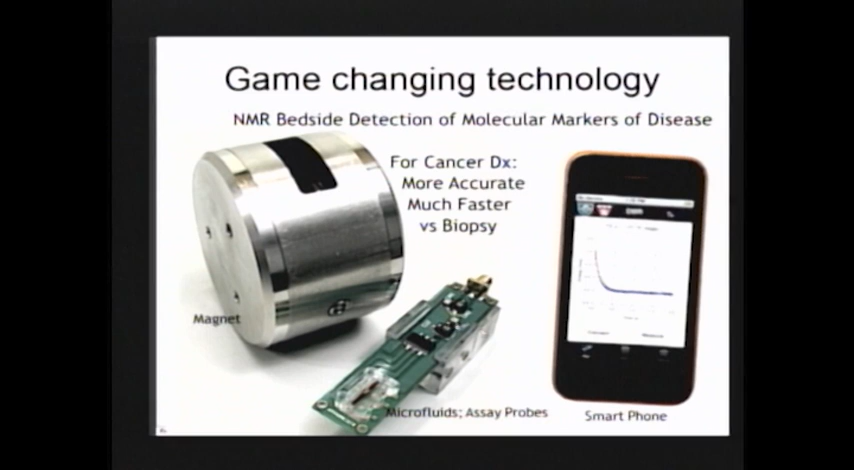 Game changing technology
NMR Bedside Detection of Molecular Markers of Disease
For Cancer Dx:
More Accurate
Much Faster
vs Biopsy
Magnet
Microfluids; Assay Probes
Smart Phone